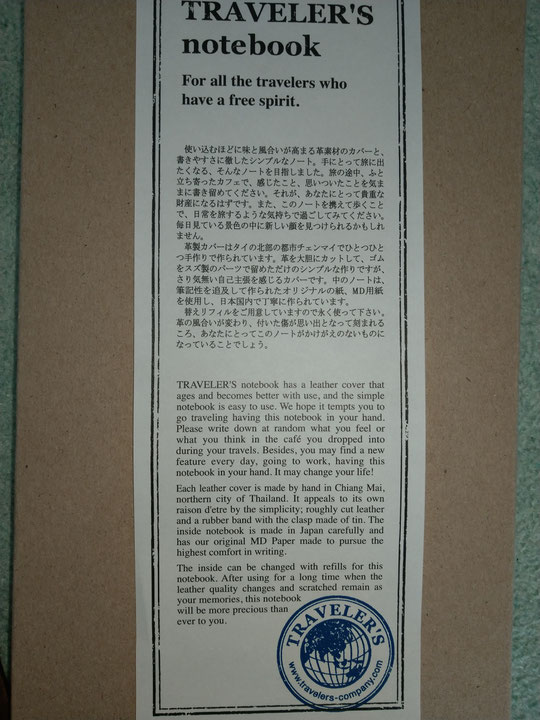 TRAVELER'S
notebook
For all the travelers who
have a free spirit.
使い込むほどに味と風合いが高まる革素材のカバーと、
書きやすさに徹したシンプルなノート。手にとって旅に出
たくなる、そんなノートを目指しました。旅の途中、ふと
立ち寄ったカフェで、感じたこと、思いついたことを気ま
まに書き留めてください。それが、あなたにとって貴重な
財産になるはずです。また、このノートを携えて歩くこと
で、日常を旅するような気持ちで過ごしてみてください。
毎日見ている景色の中に新しい顔を見つけられるかもしれ
ません。
革製カバーはタイの北部の都市チェンマイでひとつひと
つ手作りで作られています。革を大胆にカットして、ゴム
をスズ製のパーツで留めただけのシンプルな作りですが、
さり気無い自己主張を感じるカバーです。中のノートは、
筆記性を追及して作られたオリジナルの紙、MD用紙
を使用し、日本国内で丁寧に作られています。
替えリフィルをご用意していますので永く使って下さい。
革の風合いが変わり、付いた傷が思い出となって刻まれる
ころ、あなたにとってこのノートがかけがえのないものに
なっていることでしょう。
TRAVELER'S notebook has a leather cover that
ages and becomes better with use, and the simple
notebook is easy to use. We hope it tempts you to
go traveling having this notebook in your hand.
Please write down at random what you feel or
what you think in the café you dropped into
during your travels. Besides, you may find a new
feature every day, going to work, having this
notebook in your hand. It may change your life!
Each leather cover is made by hand in Chiang Mai,
northern city of Thailand. It appeals to its own
raison d'etre by the simplicity; roughly cut leather
and a rubber band with the clasp made of tin. The
inside notebook is made in Japan carefully and
has our original MD Paper made to pursue the
highest comfort in writing.
The inside can be changed with refills for this
notebook. After using for a long time when the
leather quality changes and scratched remain as
your memories, this notebook
will be more precious than
ever to you.
TRAVELER'S
www.travelers-company.com